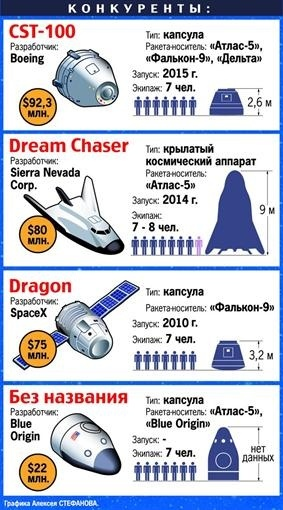 КОНКУРЕНТЫ:
CST-100
Разработчик:
Boeing
$92,3
МЛН.
Тип: капсула
Ракета-носитель: «Атлас-5»,
«Фалькон-9», «Дельта»
Запуск: 2015 г.
Экипаж: 7 чел.
2,6 м
Dream Chaser
Разработчик:
Sierra Nevada
Corp.
$80
МЛН.
Тип: крылатый
космический аппарат
Ракета-носитель:
«Атлас-5»
Запуск: 2014 г.
Экипаж:
7 - 8 чел.
9 м
Dragon
Разработчик:
SpaceX
$75
МЛН.
Тип: капсула
Ракета-носитель: «Фалькон-9»
Запуск: 2010 г.
Экипаж: 7 чел.
3,2 м
Без названия
Разработчик:
Blue
Origin
$22
МЛН.
Тип: капсула
Ракета-носитель: «Атлас-5»,
«Blue Origin»
Запуск: -
Экипаж: 7 чел.
нет
данных
Графика Алексея СТЕФАНОВА.